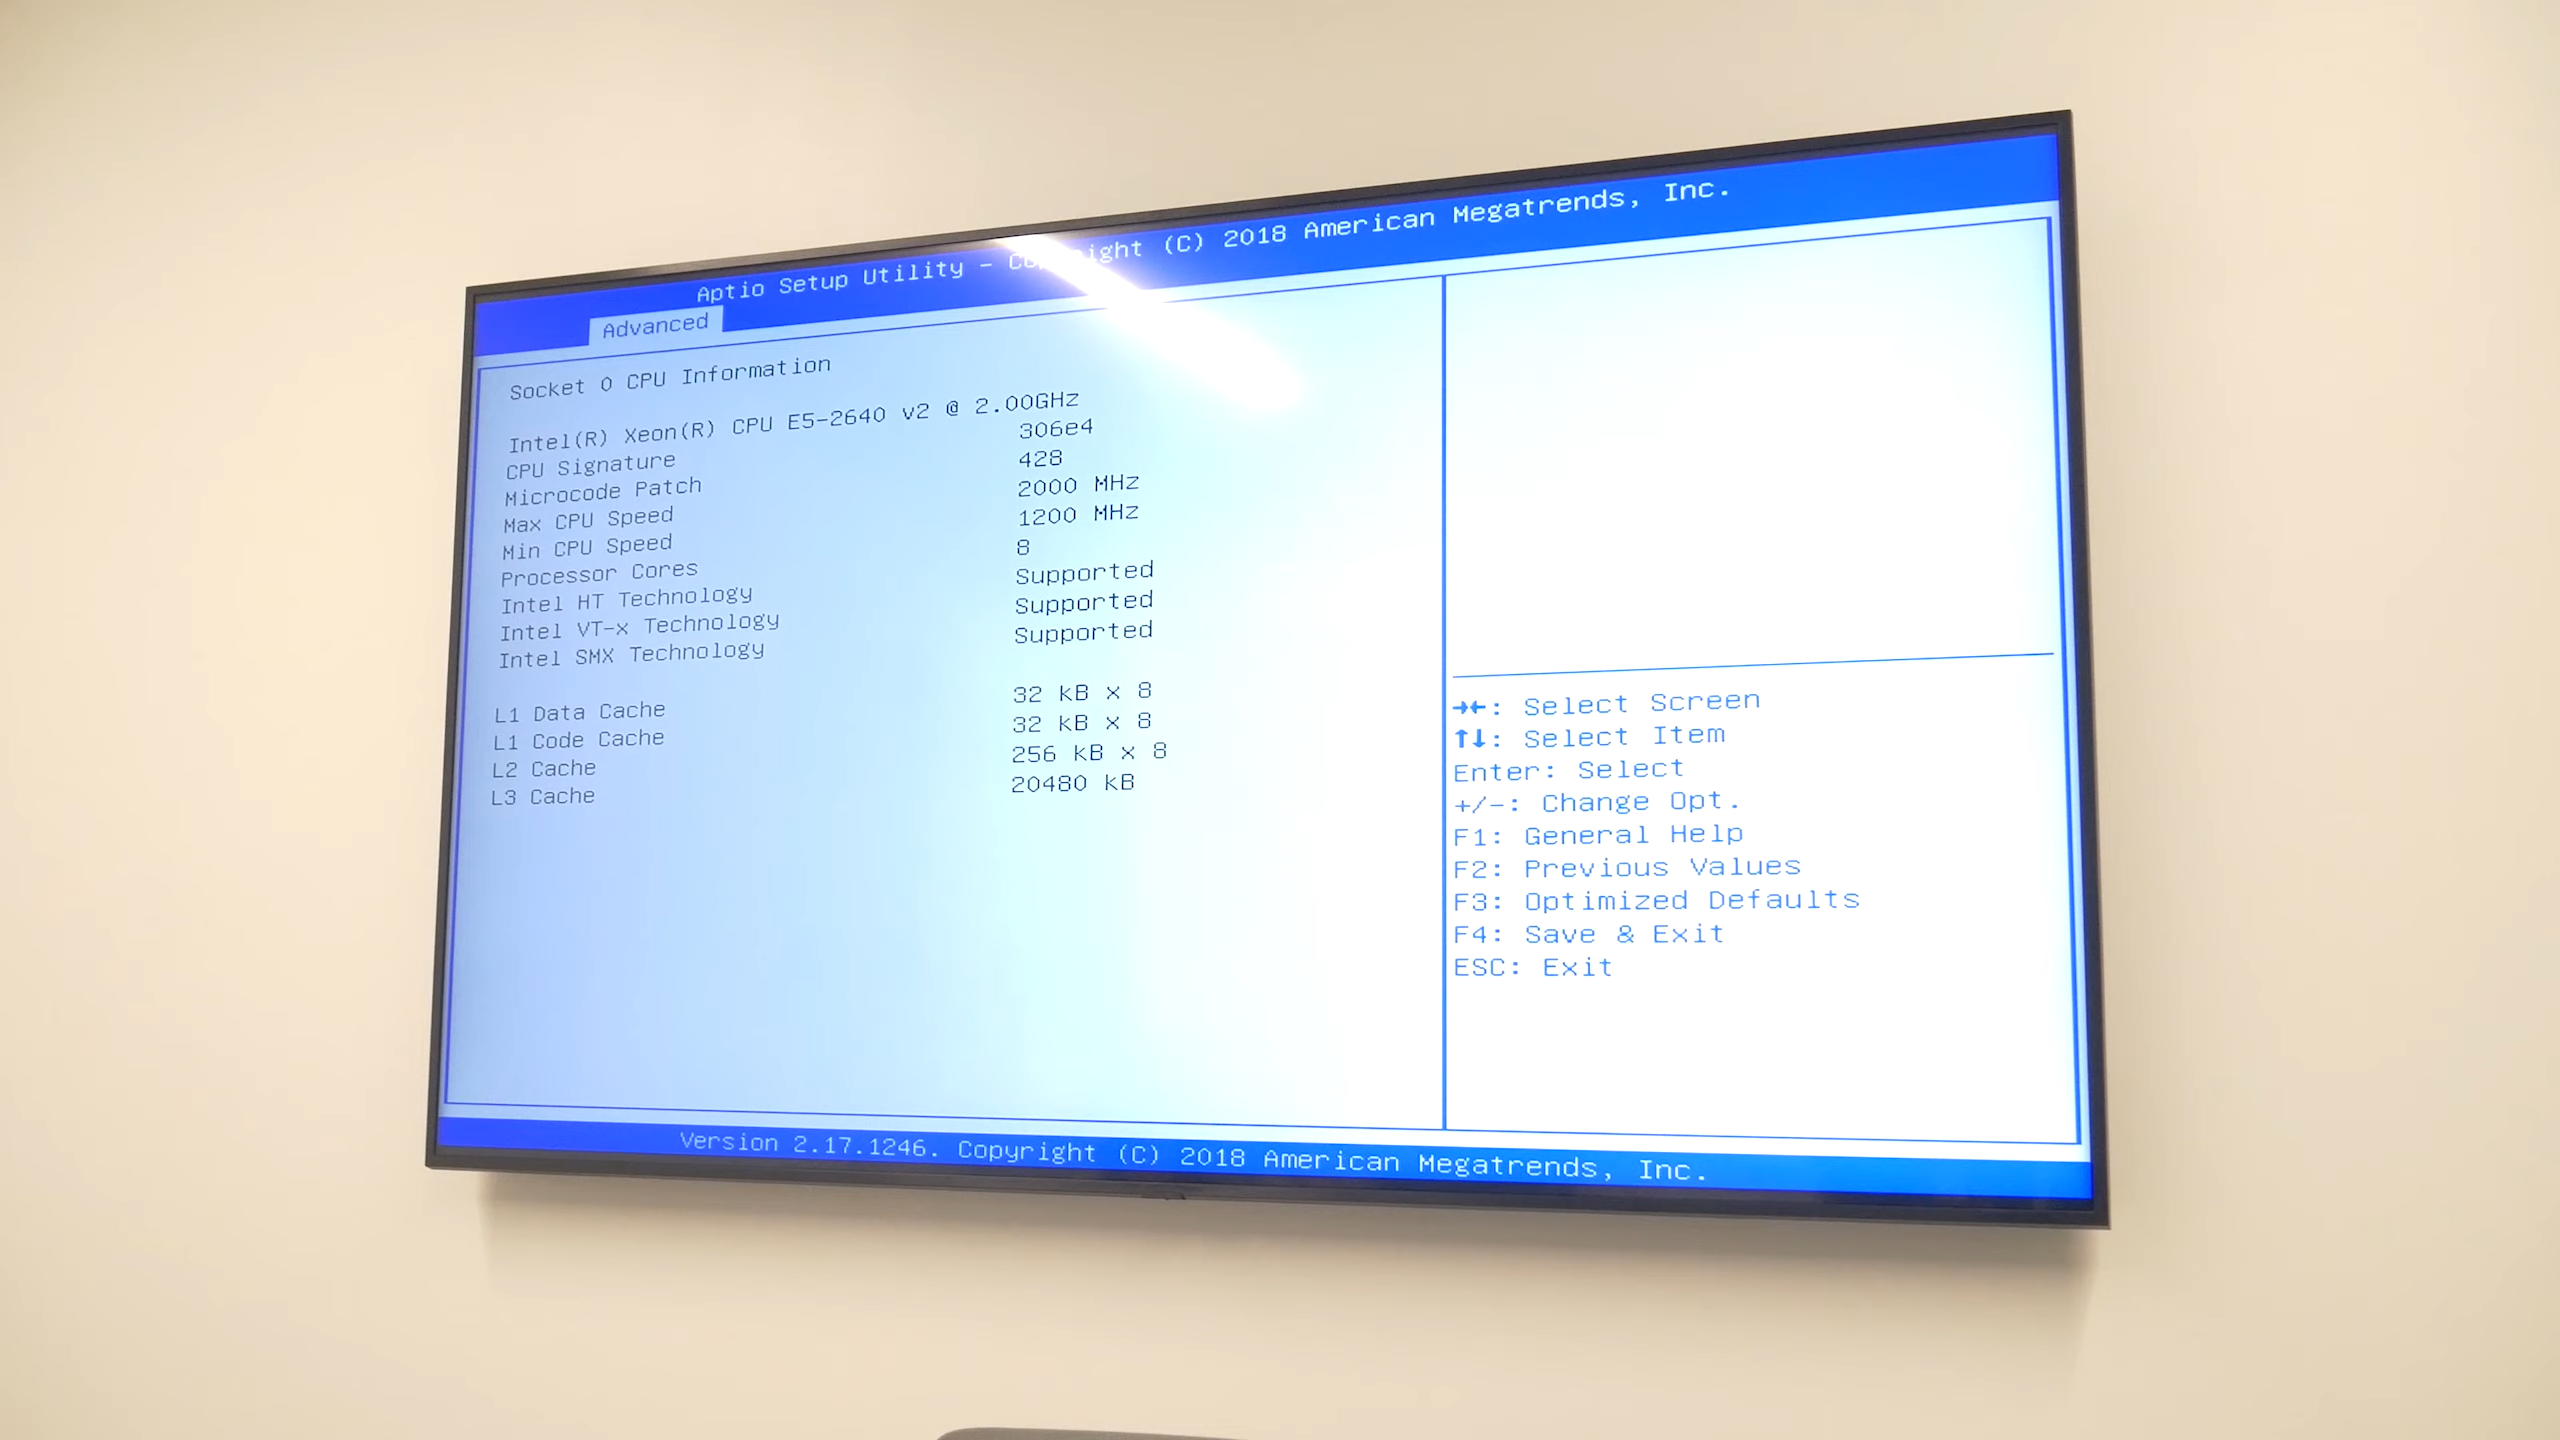 Aptio Setup Utility – Copyright (C) 2018 American Megatrends, Inc.
Advanced
Socket 0 CPU Information
Intel(R) Xeon(R) CPU E5-2640 v2 @ 2.00GHz
CPU Signature 306e4
Microcode Patch 428
Max CPU Speed 2000 MHz
Min CPU Speed 1200 MHz
Processor Cores 8
Intel HT Technology Supported
Intel VT-x Technology Supported
Intel SMX Technology Supported
L1 Data Cache 32 kB x 8
L1 Code Cache 32 kB x 8
L2 Cache 256 kB x 8
L3 Cache 20480 kB
→←: Select Screen
↑↓: Select Item
Enter: Select
+/-: Change Opt.
F1: General Help
F2: Previous Values
F3: Optimized Defaults
F4: Save & Exit
ESC: Exit
Version 2.17.1246. Copyright (C) 2018 American Megatrends, Inc.